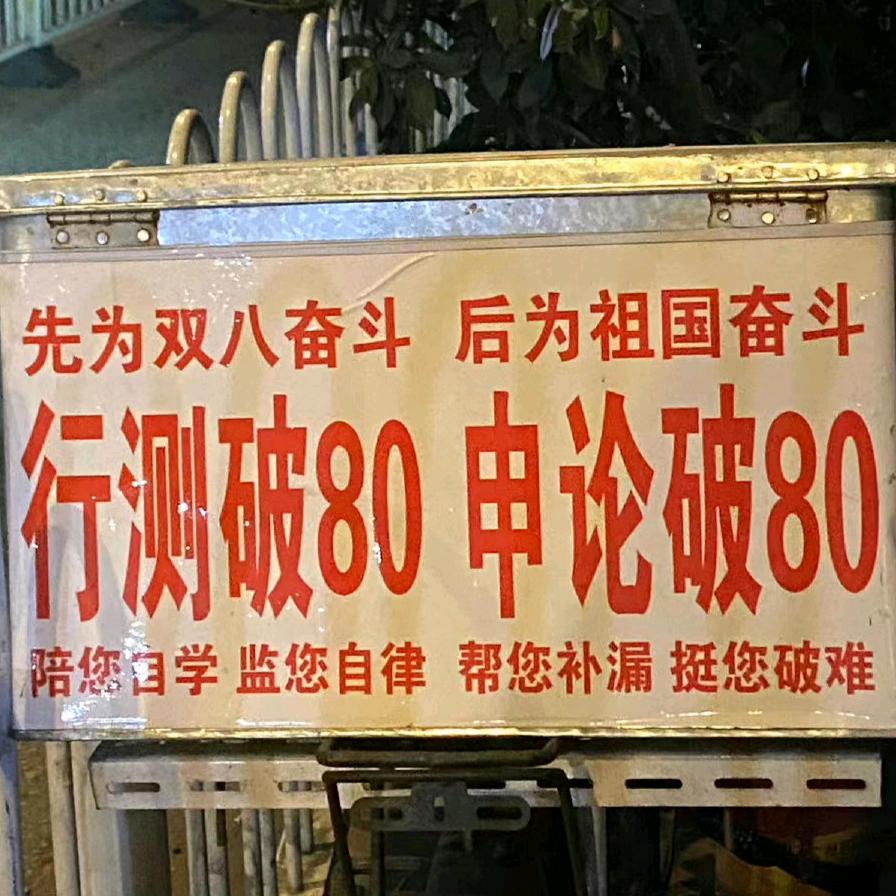 先为双八奋斗 后为祖国奋斗
行测破80 申论破80
陪您自学 监您自律 帮您补漏 挺您破难